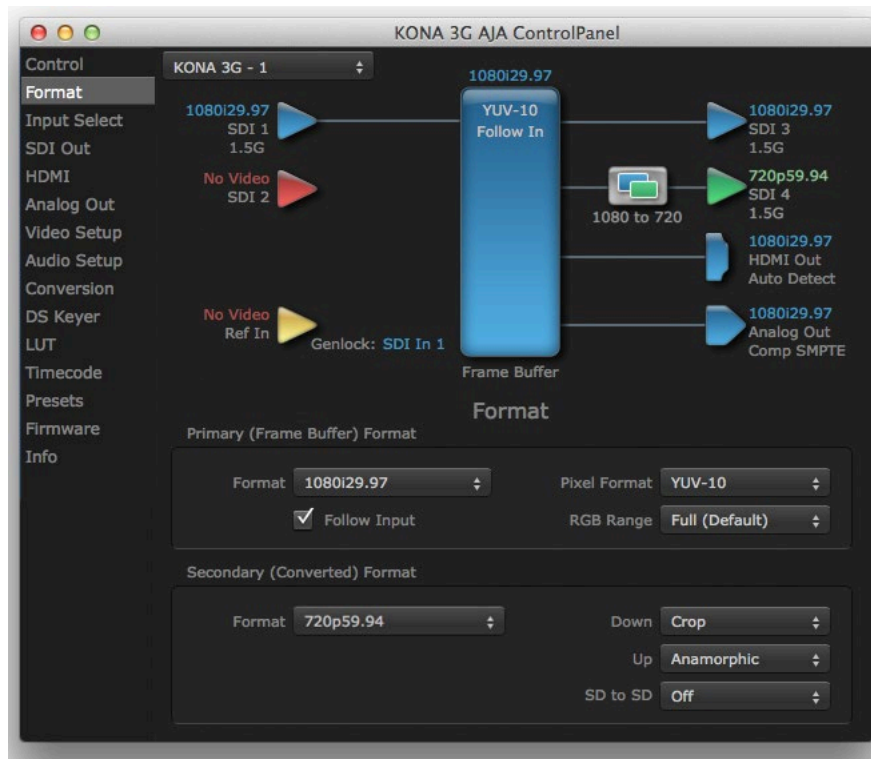 KONA 3G AJA ControlPanel
Control
Format
Input Select
SDI Out
HDMI
Analog Out
Video Setup
Audio Setup
Conversion
DS Keyer
LUT
Timecode
Presets
Firmware
Info
KONA 3G - 1
1080i29.97
1080i29.97
SDI 1
1.5G
No Video
SDI 2
No Video
Ref In
Genlock: SDI In 1
YUV-10
Follow In
Frame Buffer
1080 to 720
1080i29.97
SDI 3
1.5G
720p59.94
SDI 4
1.5G
1080i29.97
HDMI Out
Auto Detect
1080i29.97
Analog Out
Comp SMPTE
Format
Primary (Frame Buffer) Format
Format 1080i29.97
Follow Input
Pixel Format YUV-10
RGB Range Full (Default)
Secondary (Converted) Format
Format 720p59.94
Down Crop
Up Anamorphic
SD to SD Off